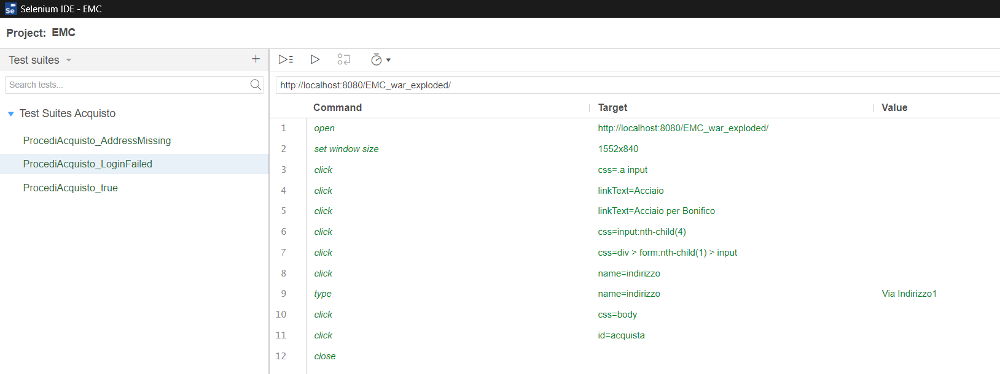 Se Selenium IDE - EMC
Project: EMC
Test suites
Search tests...
http://localhost:8080/EMC_war_exploded/
Test Suites Acquisto
ProcediAcquisto_AddressMissing
ProcediAcquisto_LoginFailed
ProcediAcquisto_true
Command Target Value
1 open http://localhost:8080/EMC_war_exploded/
2 set window size 1552x840
3 click css=.a input
4 click linkText=Acciaio
5 click linkText=Acciaio per Bonifico
6 click css=input:nth-child(4)
7 click css=div > form:nth-child(1) > input
8 click name=indirizzo
9 type name=indirizzo Via Indirizzo1
10 click css=body
11 click id=acquista
12 close